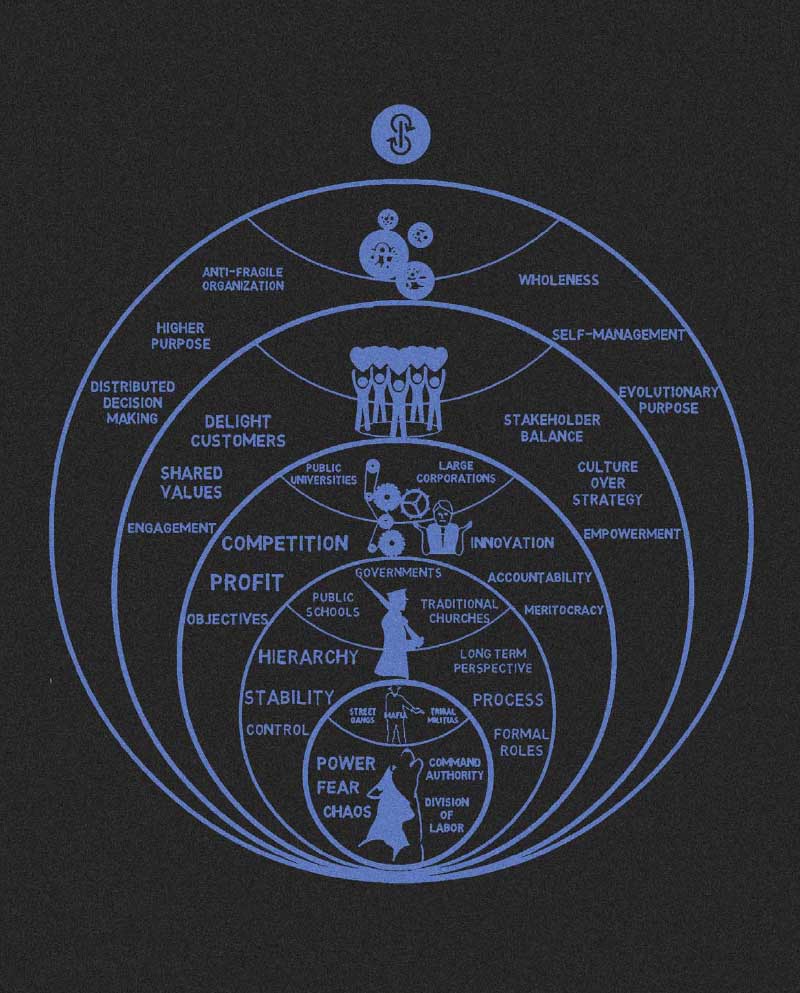 ANTI-FRAGILE
ORGANIZATION
WHOLENESS
HIGHER
PURPOSE
SELF-MANAGEMENT
DISTRIBUTED
DECISION
MAKING
EVOLUTIONARY
PURPOSE
DELIGHT
CUSTOMERS
STAKEHOLDER
BALANCE
SHARED
VALUES
CULTURE
OVER
STRATEGY
ENGAGEMENT
EMPOWERMENT
PUBLIC
UNIVERSITIES
LARGE
CORPORATIONS
COMPETITION
INNOVATION
PROFIT
ACCOUNTABILITY
OBJECTIVES
MERITOCRACY
GOVERNMENTS
PUBLIC
SCHOOLS
TRADITIONAL
CHURCHES
HIERARCHY
LONG TERM
PERSPECTIVE
STABILITY
PROCESS
CONTROL
FORMAL
ROLES
STREET
GANGS
MAFIA
TRIBAL
MILITIAS
POWER
FEAR
CHAOS
COMMAND
AUTHORITY
DIVISION
OF
LABOR